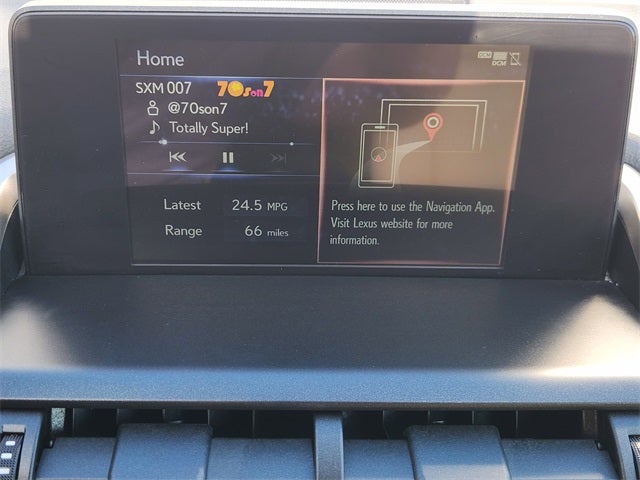 Home
DCM
DCM
SXM 007 70s on 7
@70son7
Totally Super!
Latest 24.5 MPG
Range 66 miles
Press here to use the Navigation App.
Visit Lexus website for more
information.